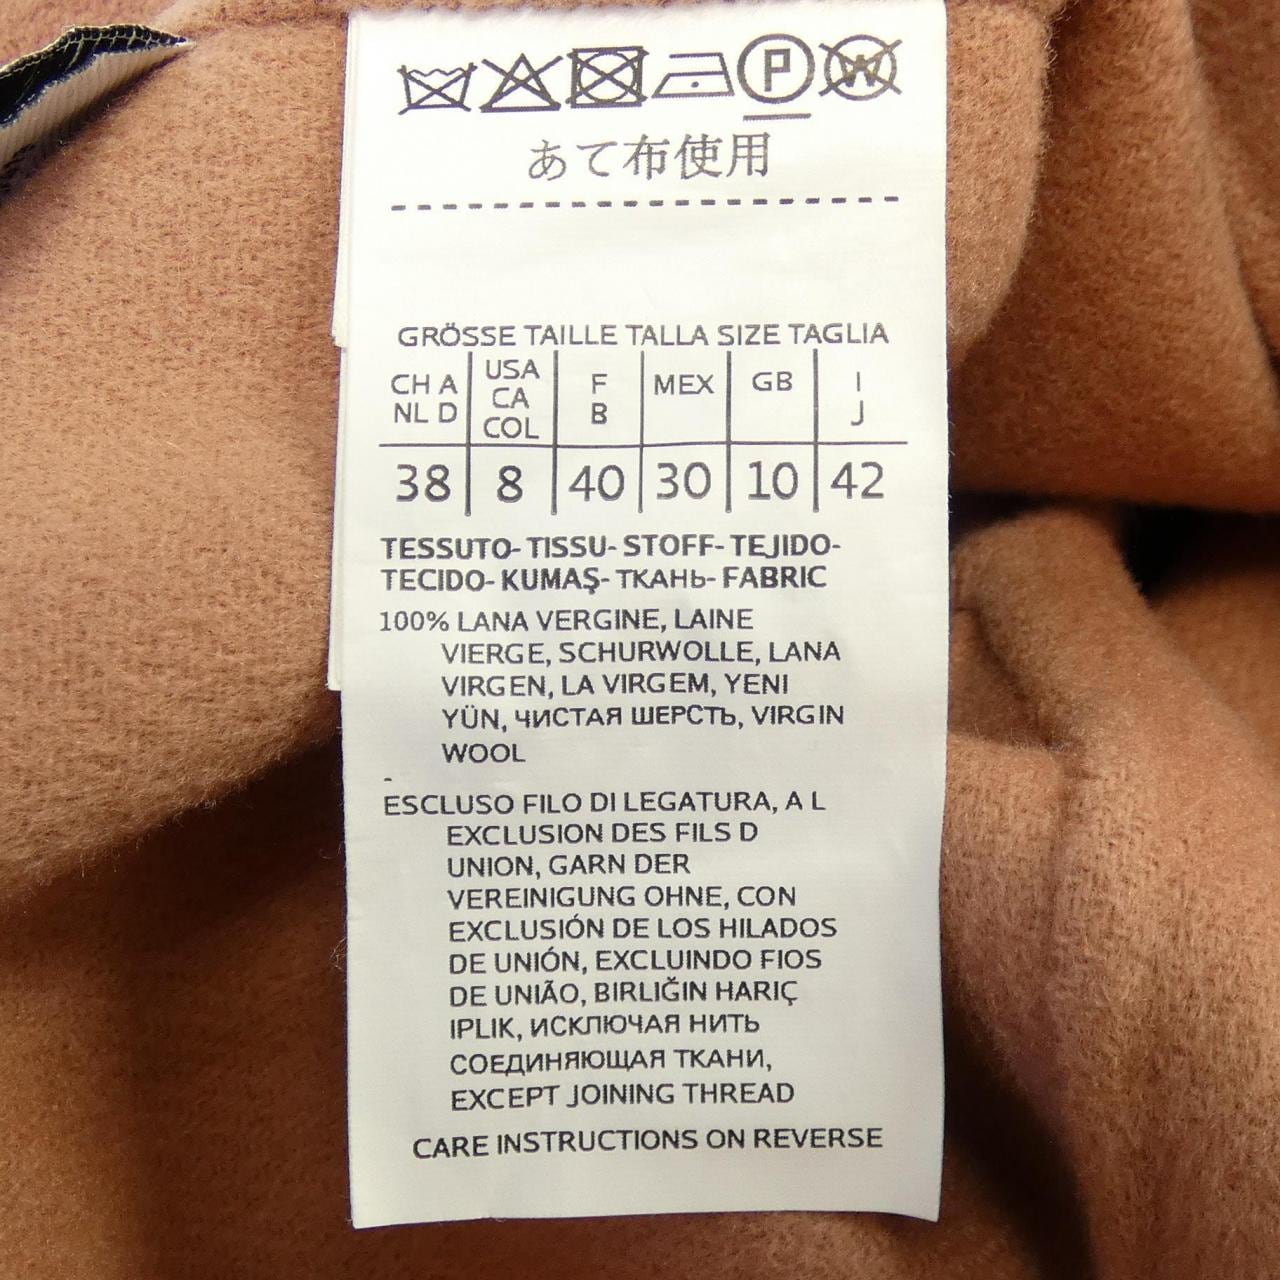 P W
あて布使用
GRÖSSE TAILLE TALLA SIZE TAGLIA
CH A NL D USA CA COL F B MEX GB I J
38 8 40 30 10 42
TESSUTO- TISSU- STOFF- TEJIDO-
TECIDO- KUMAŞ- ТКАНЬ- FABRIC
100% LANA VERGINE, LAINE
VIERGE, SCHURWOLLE, LANA
VIRGEN, LA VIRGEM, YENI
YÜN, ЧИСТАЯ ШЕРСТЬ, VIRGIN
WOOL
-
ESCLUSO FILO DI LEGATURA, A L
EXCLUSION DES FILS D
UNION, GARN DER
VEREINIGUNG OHNE, CON
EXCLUSIÓN DE LOS HILADOS
DE UNIÓN, EXCLUINDO FIOS
DE UNIÃO, BIRLIĞIN HARIÇ
IPLIK, ИСКЛЮЧАЯ НИТЬ
СОЕДИНЯЮЩАЯ ТКАНИ,
EXCEPT JOINING THREAD
CARE INSTRUCTIONS ON REVERSE